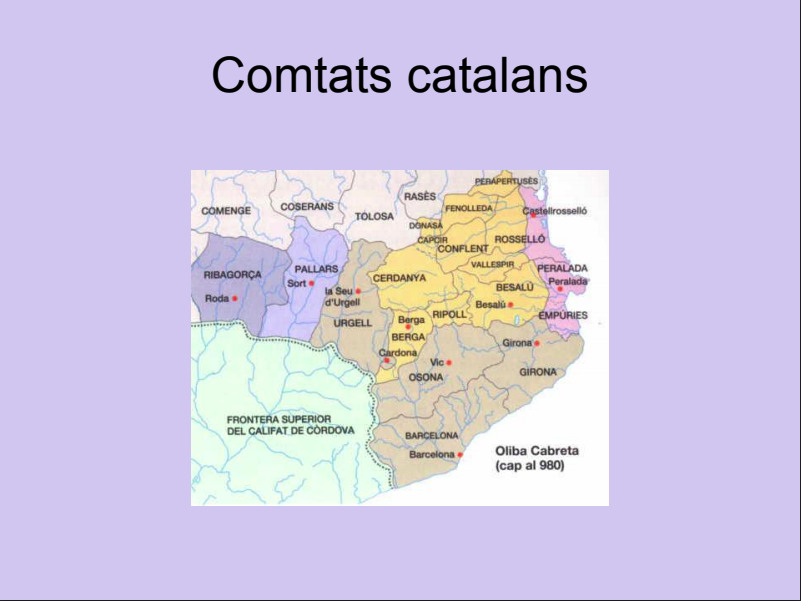 Comtats catalans
PERAPERTUSÈS
RASÈS
COSERANS
COMENGE
TOLOSA
FENOLLEDA
Castellrosselló
DONASÀ
CAPCIR
CONFLENT
ROSSELLÓ
VALLESPIR
PERALADA
Peralada
PALLARS
Sort
RIBAGORÇA
Roda
CERDANYA
la Seu
d'Urgell
BESALÚ
Besalú
URGELL
Berga
BERGA
RIPOLL
EMPÚRIES
Girona
GIRONA
Cardona
Vic
OSONA
FRONTERA SUPERIOR
DEL CALIFAT DE CÒRDOVA
BARCELONA
Barcelona
Oliba Cabreta
(cap al 980)